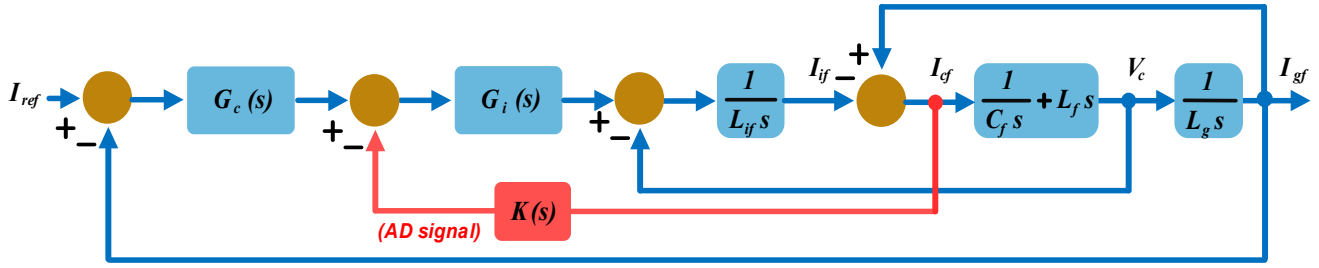 I_ref
+
−
G_c (s)
+
−
G_i (s)
+
−
1
L_if s
I_if
+
−
I_cf
1
C_f s
+ L_f s
V_c
1
L_g s
I_gf
K(s)
(AD signal)